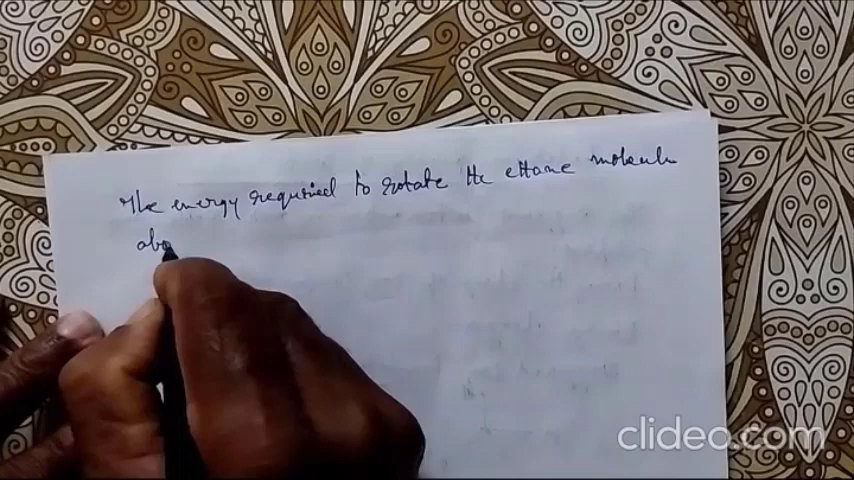 The energy required to rotate the ethane molecule
abo
clideo.com